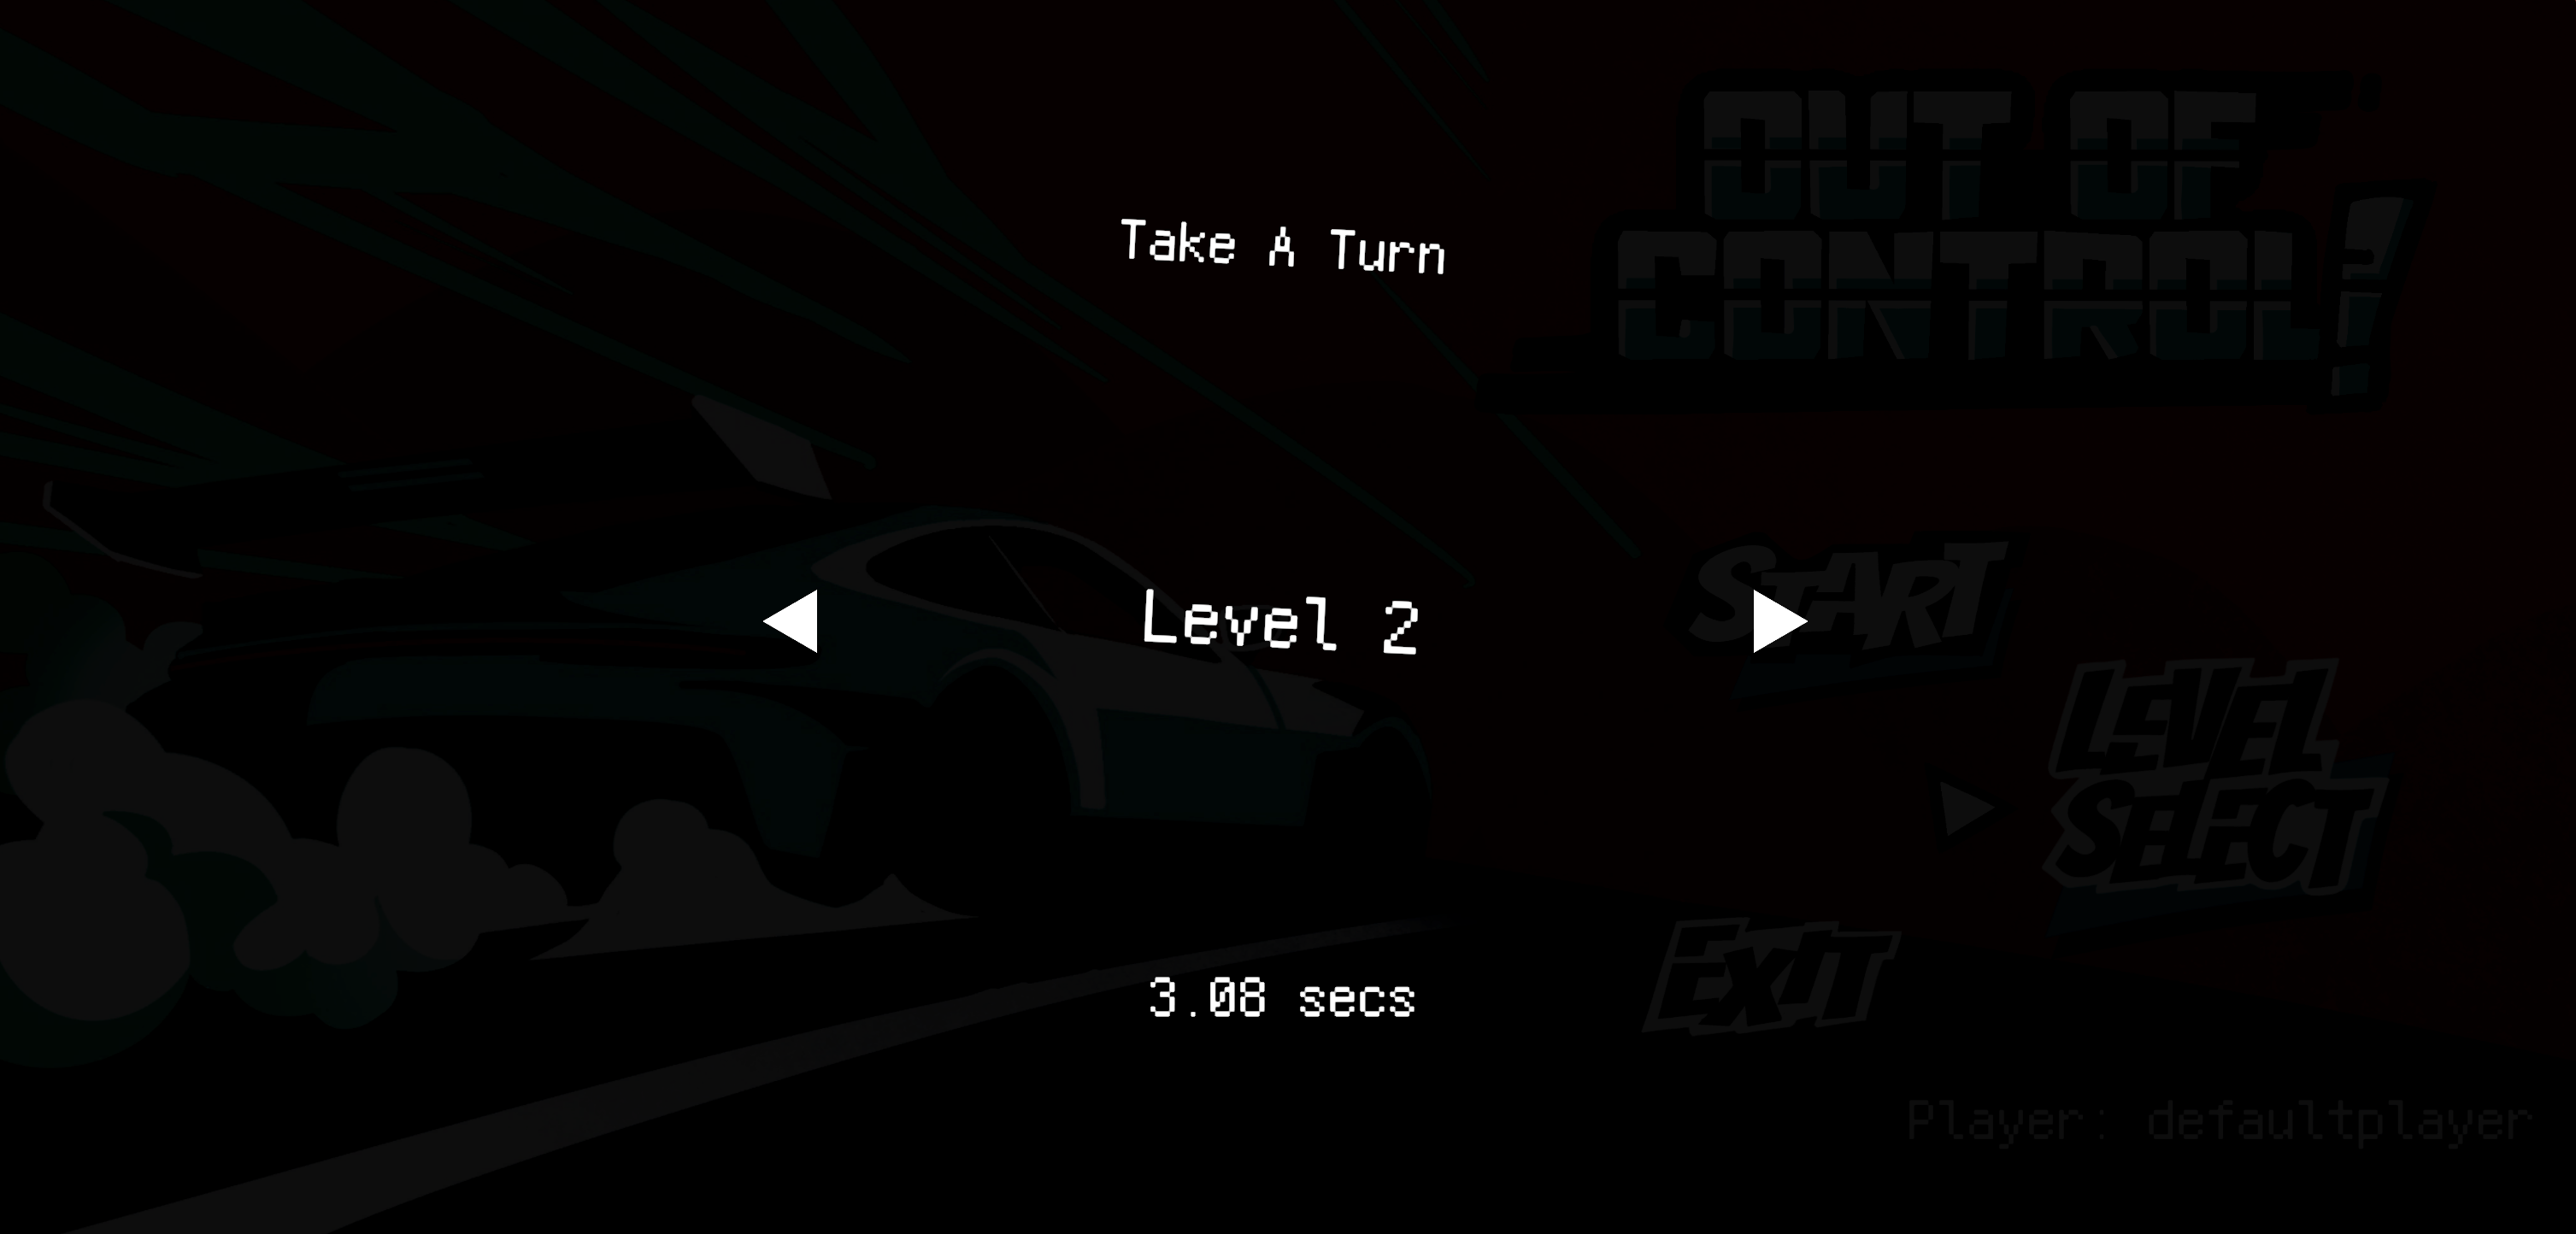 OUT OF
CONTROL!
Take A Turn
START
Level 2
LEVEL
SELECT
EXIT
3.08 secs
Player: defaultplayer